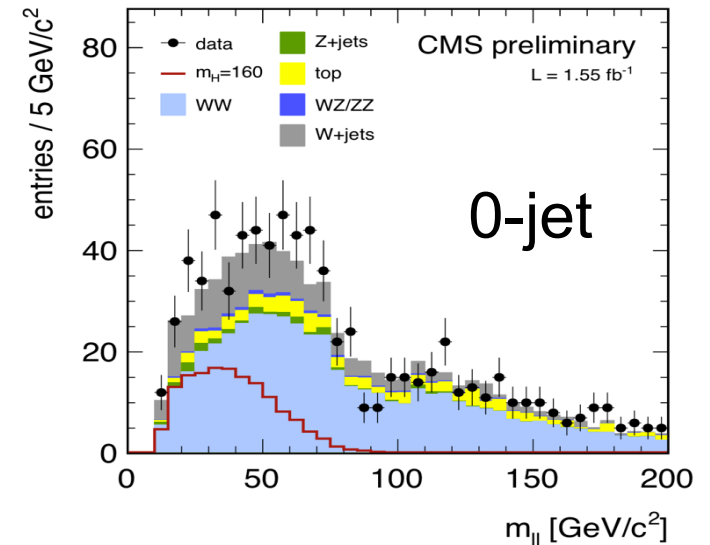 CMS preliminary
L = 1.55 fb⁻¹
data
m_H=160
WW
Z+jets
top
WZ/ZZ
W+jets
0-jet
entries / 5 GeV/c²
80
60
40
20
0
0 50 100 150 200
m_ll [GeV/c²]